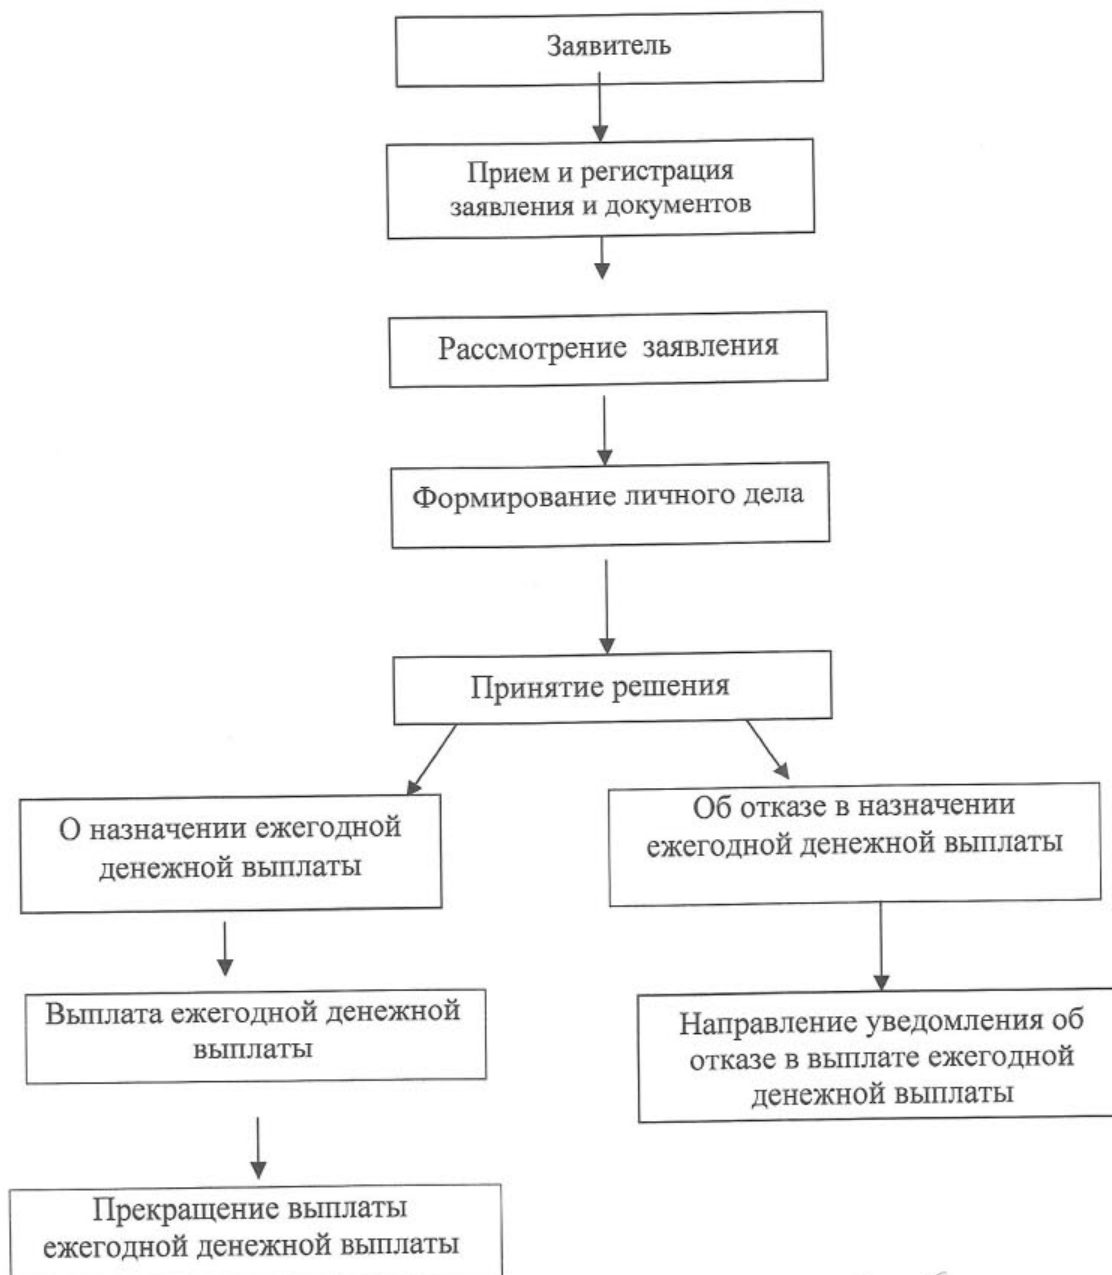 Заявитель
Прием и регистрация
заявления и документов
Рассмотрение заявления
Формирование личного дела
Принятие решения
О назначении ежегодной
денежной выплаты
Об отказе в назначении
ежегодной денежной выплаты
Выплата ежегодной денежной
выплаты
Направление уведомления об
отказе в выплате ежегодной
денежной выплаты
Прекращение выплаты
ежегодной денежной выплаты